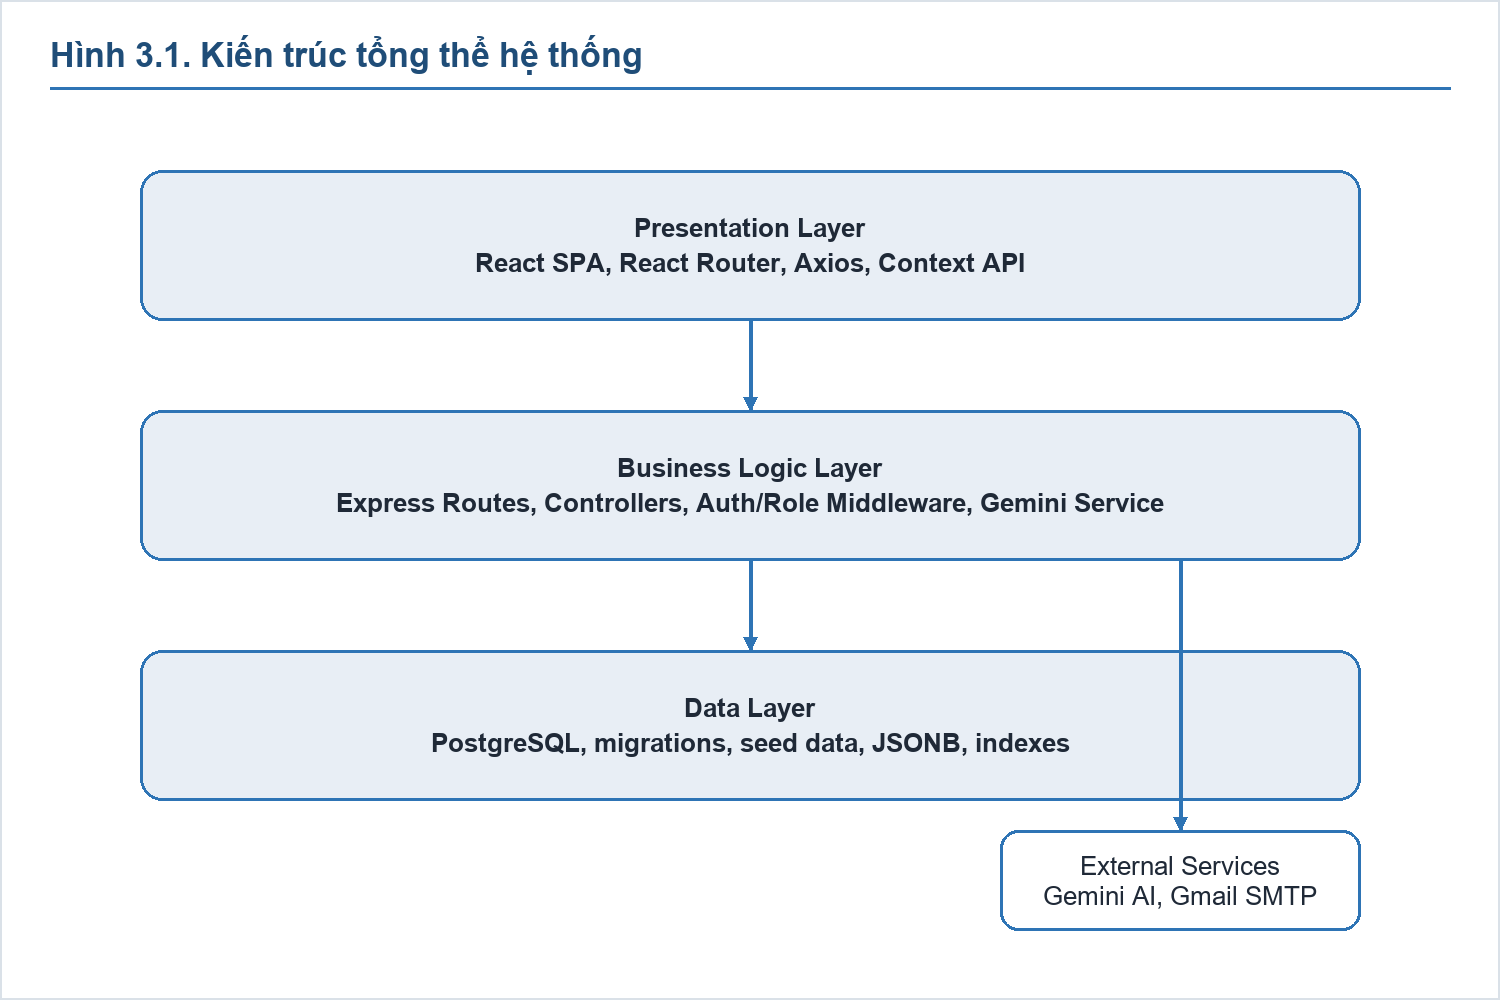 Hình 3.1. Kiến trúc tổng thể hệ thống
Presentation Layer
React SPA, React Router, Axios, Context API
Business Logic Layer
Express Routes, Controllers, Auth/Role Middleware, Gemini Service
Data Layer
PostgreSQL, migrations, seed data, JSONB, indexes
External Services
Gemini AI, Gmail SMTP